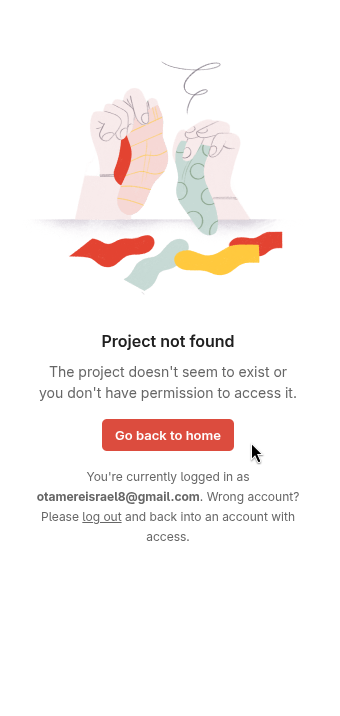 Project not found
The project doesn't seem to exist or
you don't have permission to access it.
Go back to home
You're currently logged in as
otamereisrael8@gmail.com. Wrong account?
Please log out and back into an account with
access.